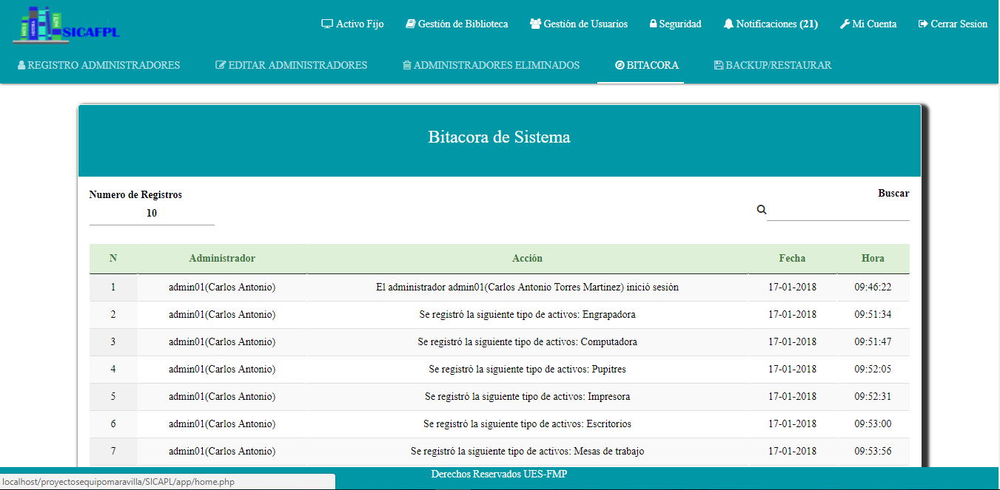 SICAFPL
Activo Fijo Gestión de Biblioteca Gestión de Usuarios Seguridad Notificaciones (21) Mi Cuenta Cerrar Sesion
REGISTRO ADMINISTRADORES EDITAR ADMINISTRADORES ADMINISTRADORES ELIMINADOS BITACORA BACKUP/RESTAURAR
Bitacora de Sistema
Numero de Registros
10
Buscar
N Administrador Acción Fecha Hora
1 admin01(Carlos Antonio) El administrador admin01(Carlos Antonio Torres Martínez) inició sesión 17-01-2018 09:46:22
2 admin01(Carlos Antonio) Se registró la siguiente tipo de activos: Engrapadora 17-01-2018 09:51:34
3 admin01(Carlos Antonio) Se registró la siguiente tipo de activos: Computadora 17-01-2018 09:51:47
4 admin01(Carlos Antonio) Se registró la siguiente tipo de activos: Pupitres 17-01-2018 09:52:05
5 admin01(Carlos Antonio) Se registró la siguiente tipo de activos: Impresora 17-01-2018 09:52:31
6 admin01(Carlos Antonio) Se registró la siguiente tipo de activos: Escritorios 17-01-2018 09:53:00
7 admin01(Carlos Antonio) Se registró la siguiente tipo de activos: Mesas de trabajo 17-01-2018 09:53:56
Derechos Reservados UES-FMP
localhost/proyectosequipomaravilla/SICAPL/app/home.php